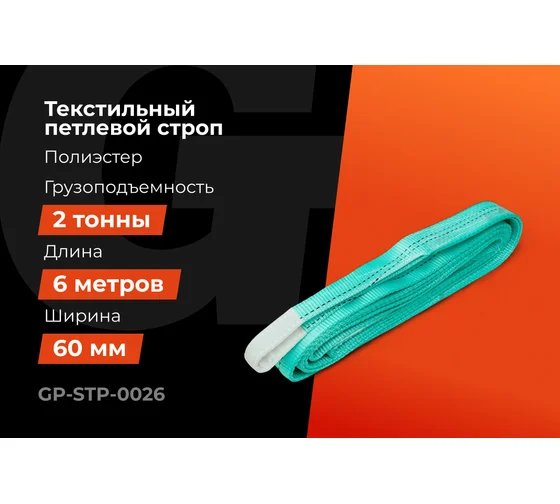 Текстильный
петлевой строп
Полиэстер
Грузоподъемность
2 тонны
Длина
6 метров
Ширина
60 мм
GP-STP-0026